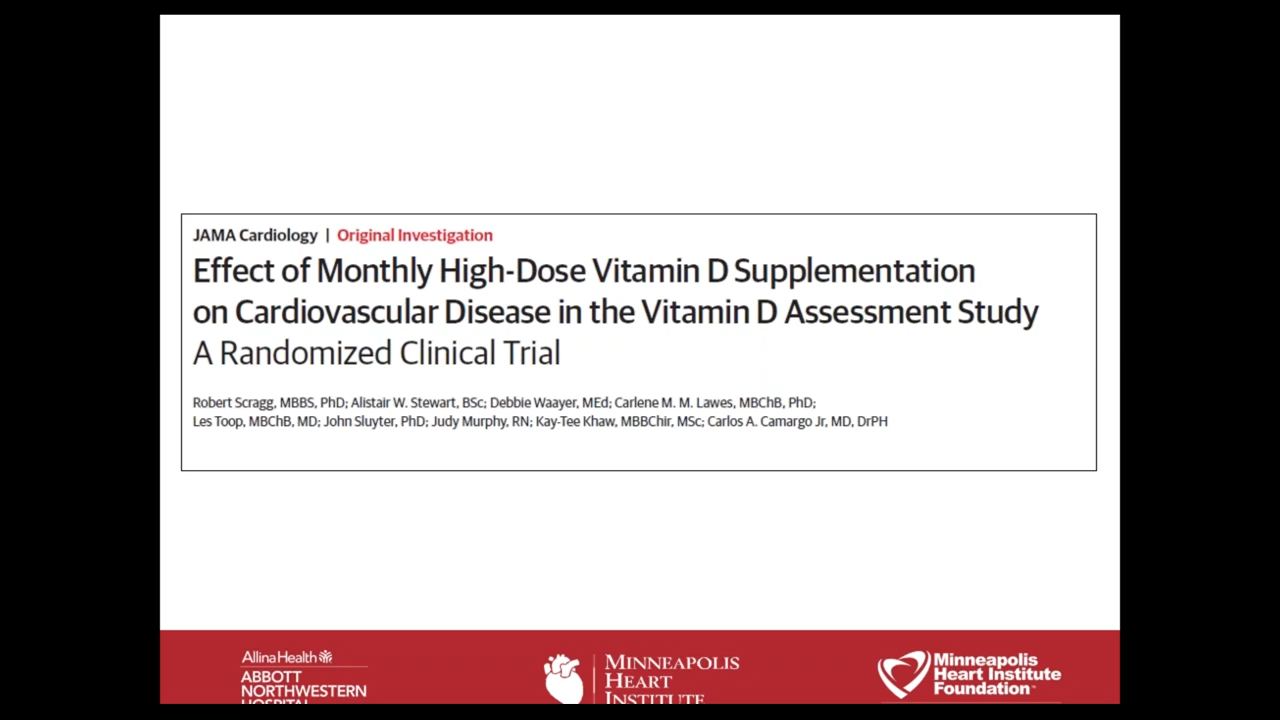 JAMA Cardiology | Original Investigation
Effect of Monthly High-Dose Vitamin D Supplementation
on Cardiovascular Disease in the Vitamin D Assessment Study
A Randomized Clinical Trial
Robert Scragg, MBBS, PhD; Alistair W. Stewart, BSc; Debbie Waayer, MEd; Carlene M. M. Lawes, MBChB, PhD;
Les Toop, MBChB, MD; John Sluyter, PhD; Judy Murphy, RN; Kay-Tee Khaw, MBBChir, MSc; Carlos A. Camargo Jr, MD, DrPH
Allina Health
ABBOTT
NORTHWESTERN
HOSPITAL
MINNEAPOLIS
HEART
INSTITUTE
Minneapolis
Heart Institute
Foundation™